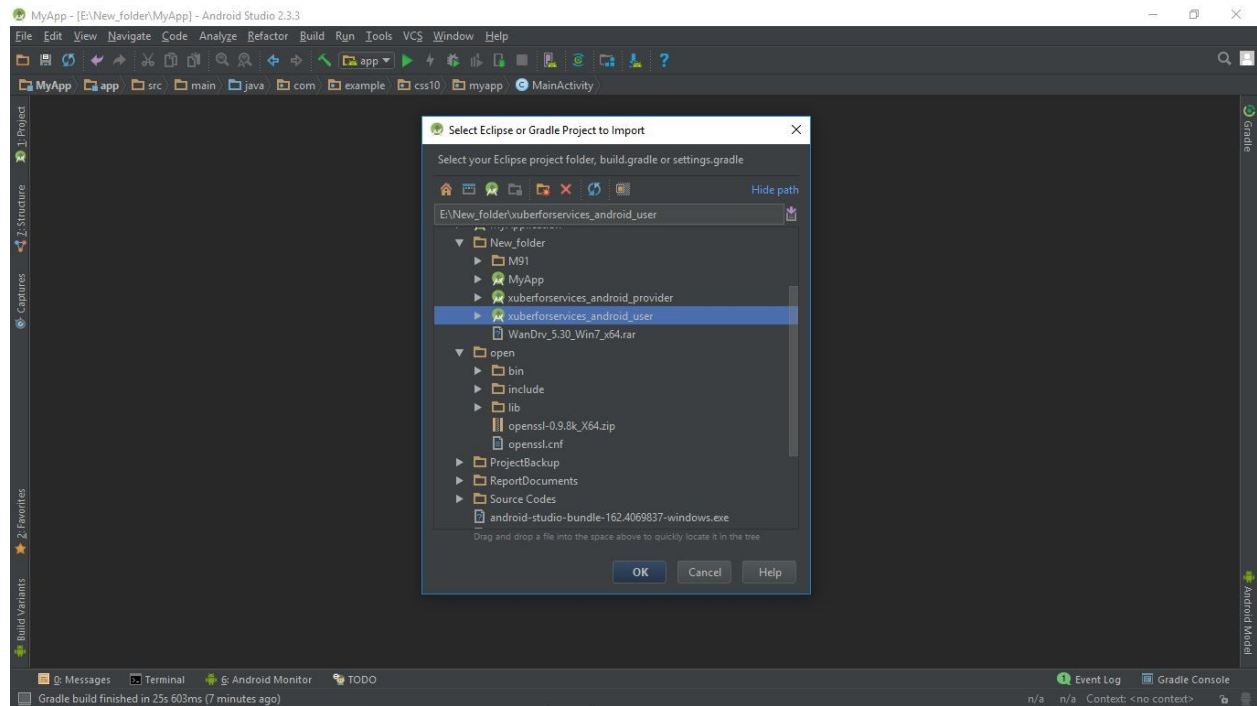 MyApp - [E:\New_folder\MyApp] - Android Studio 2.3.3
File Edit View Navigate Code Analyze Refactor Build Run Tools VCS Window Help
app
MyApp app src main java com example css10 myapp MainActivity
1: Project
7: Structure
Captures
2: Favorites
Build Variants
Select Eclipse or Gradle Project to Import
Select your Eclipse project folder, build.gradle or settings.gradle
Hide path
E:\New_folder\xuberforservices_android_user
New_folder
M91
MyApp
xuberforservices_android_provider
xuberforservices_android_user
WanDrv_5.30_Win7_x64.rar
open
bin
include
lib
openssl-0.9.8k_X64.zip
openssl.cnf
ProjectBackup
ReportDocuments
Source Codes
android-studio-bundle-162.4069837-windows.exe
Drag and drop a file into the space above to quickly locate it in the tree
OK Cancel Help
Gradle
Android Model
0: Messages Terminal 6: Android Monitor TODO 1 Event Log Gradle Console
Gradle build finished in 25s 603ms (7 minutes ago) n/a n/a Context: <no context>